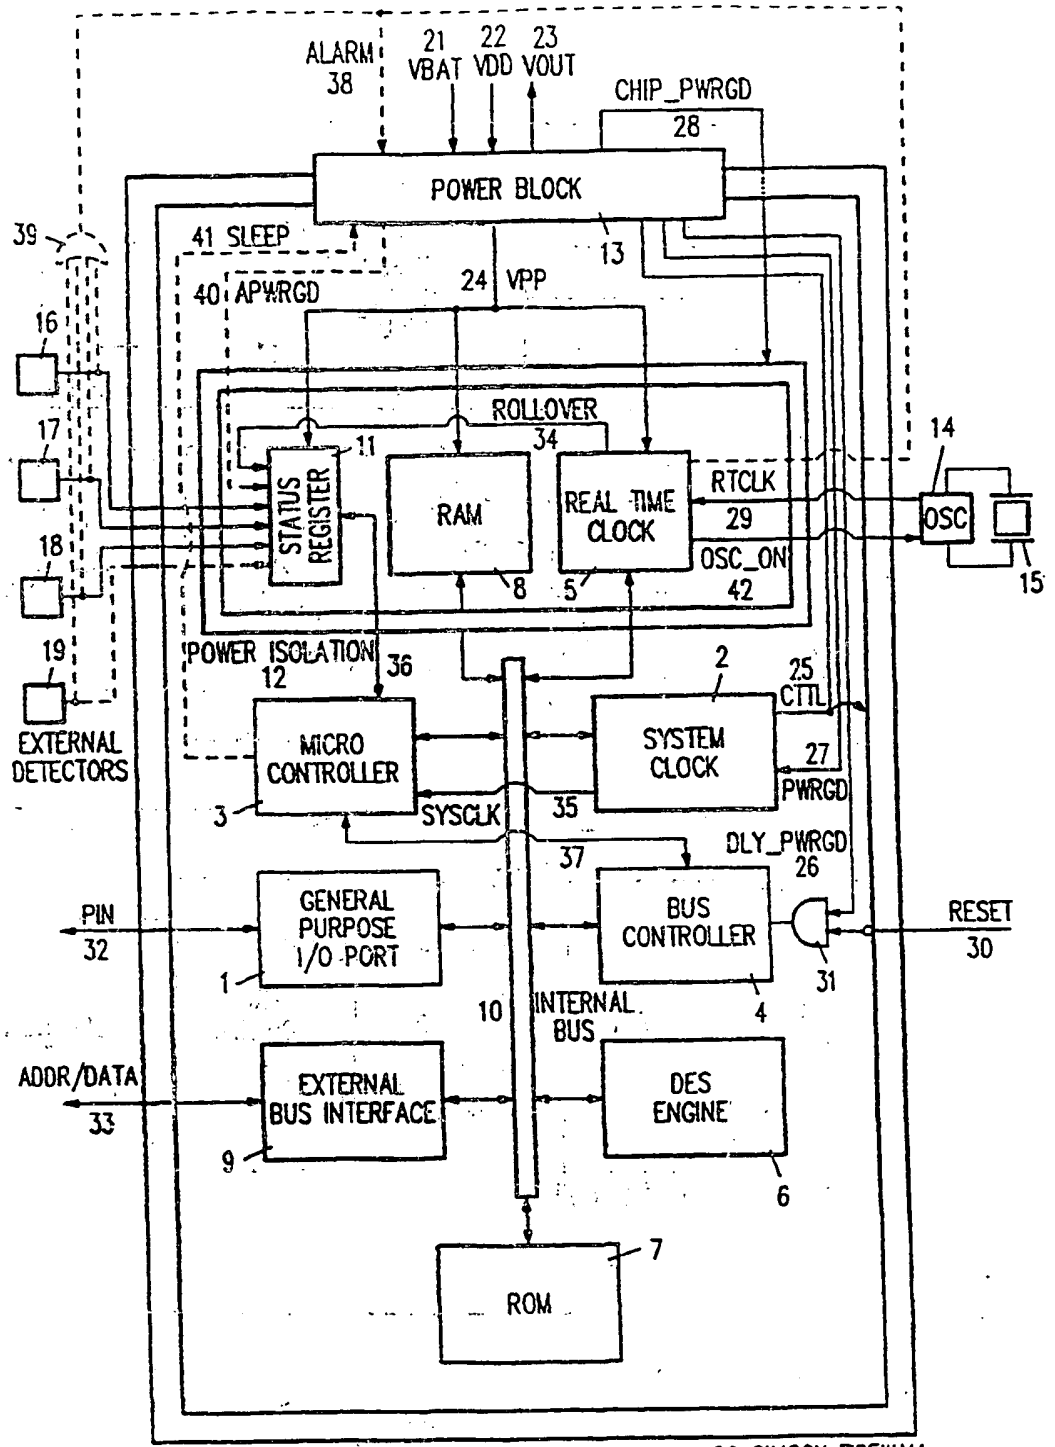 ALARM
38
21
VBAT
22
VDD
23
VOUT
CHIP_PWRGD
28
POWER BLOCK
13
39
41 SLEEP
40 APWRGD
24 VPP
16
17
18
19
EXTERNAL
DETECTORS
ROLLOVER
34
11
STATUS
REGISTER
RAM
8
REAL TIME
CLOCK
5
RTCLK
29
OSC_ON
42
14
OSC
15
POWER ISOLATION
12
36
MICRO
CONTROLLER
3
SYSCLK
35
2
SYSTEM
CLOCK
25
CTTL
27
PWRGD
37
DLY_PWRGD
26
PIN
32
GENERAL
PURPOSE
I/O PORT
1
BUS
CONTROLLER
4
31
RESET
30
10
INTERNAL
BUS
ADDR/DATA
33
EXTERNAL
BUS INTERFACE
9
DES
ENGINE
6
7
ROM